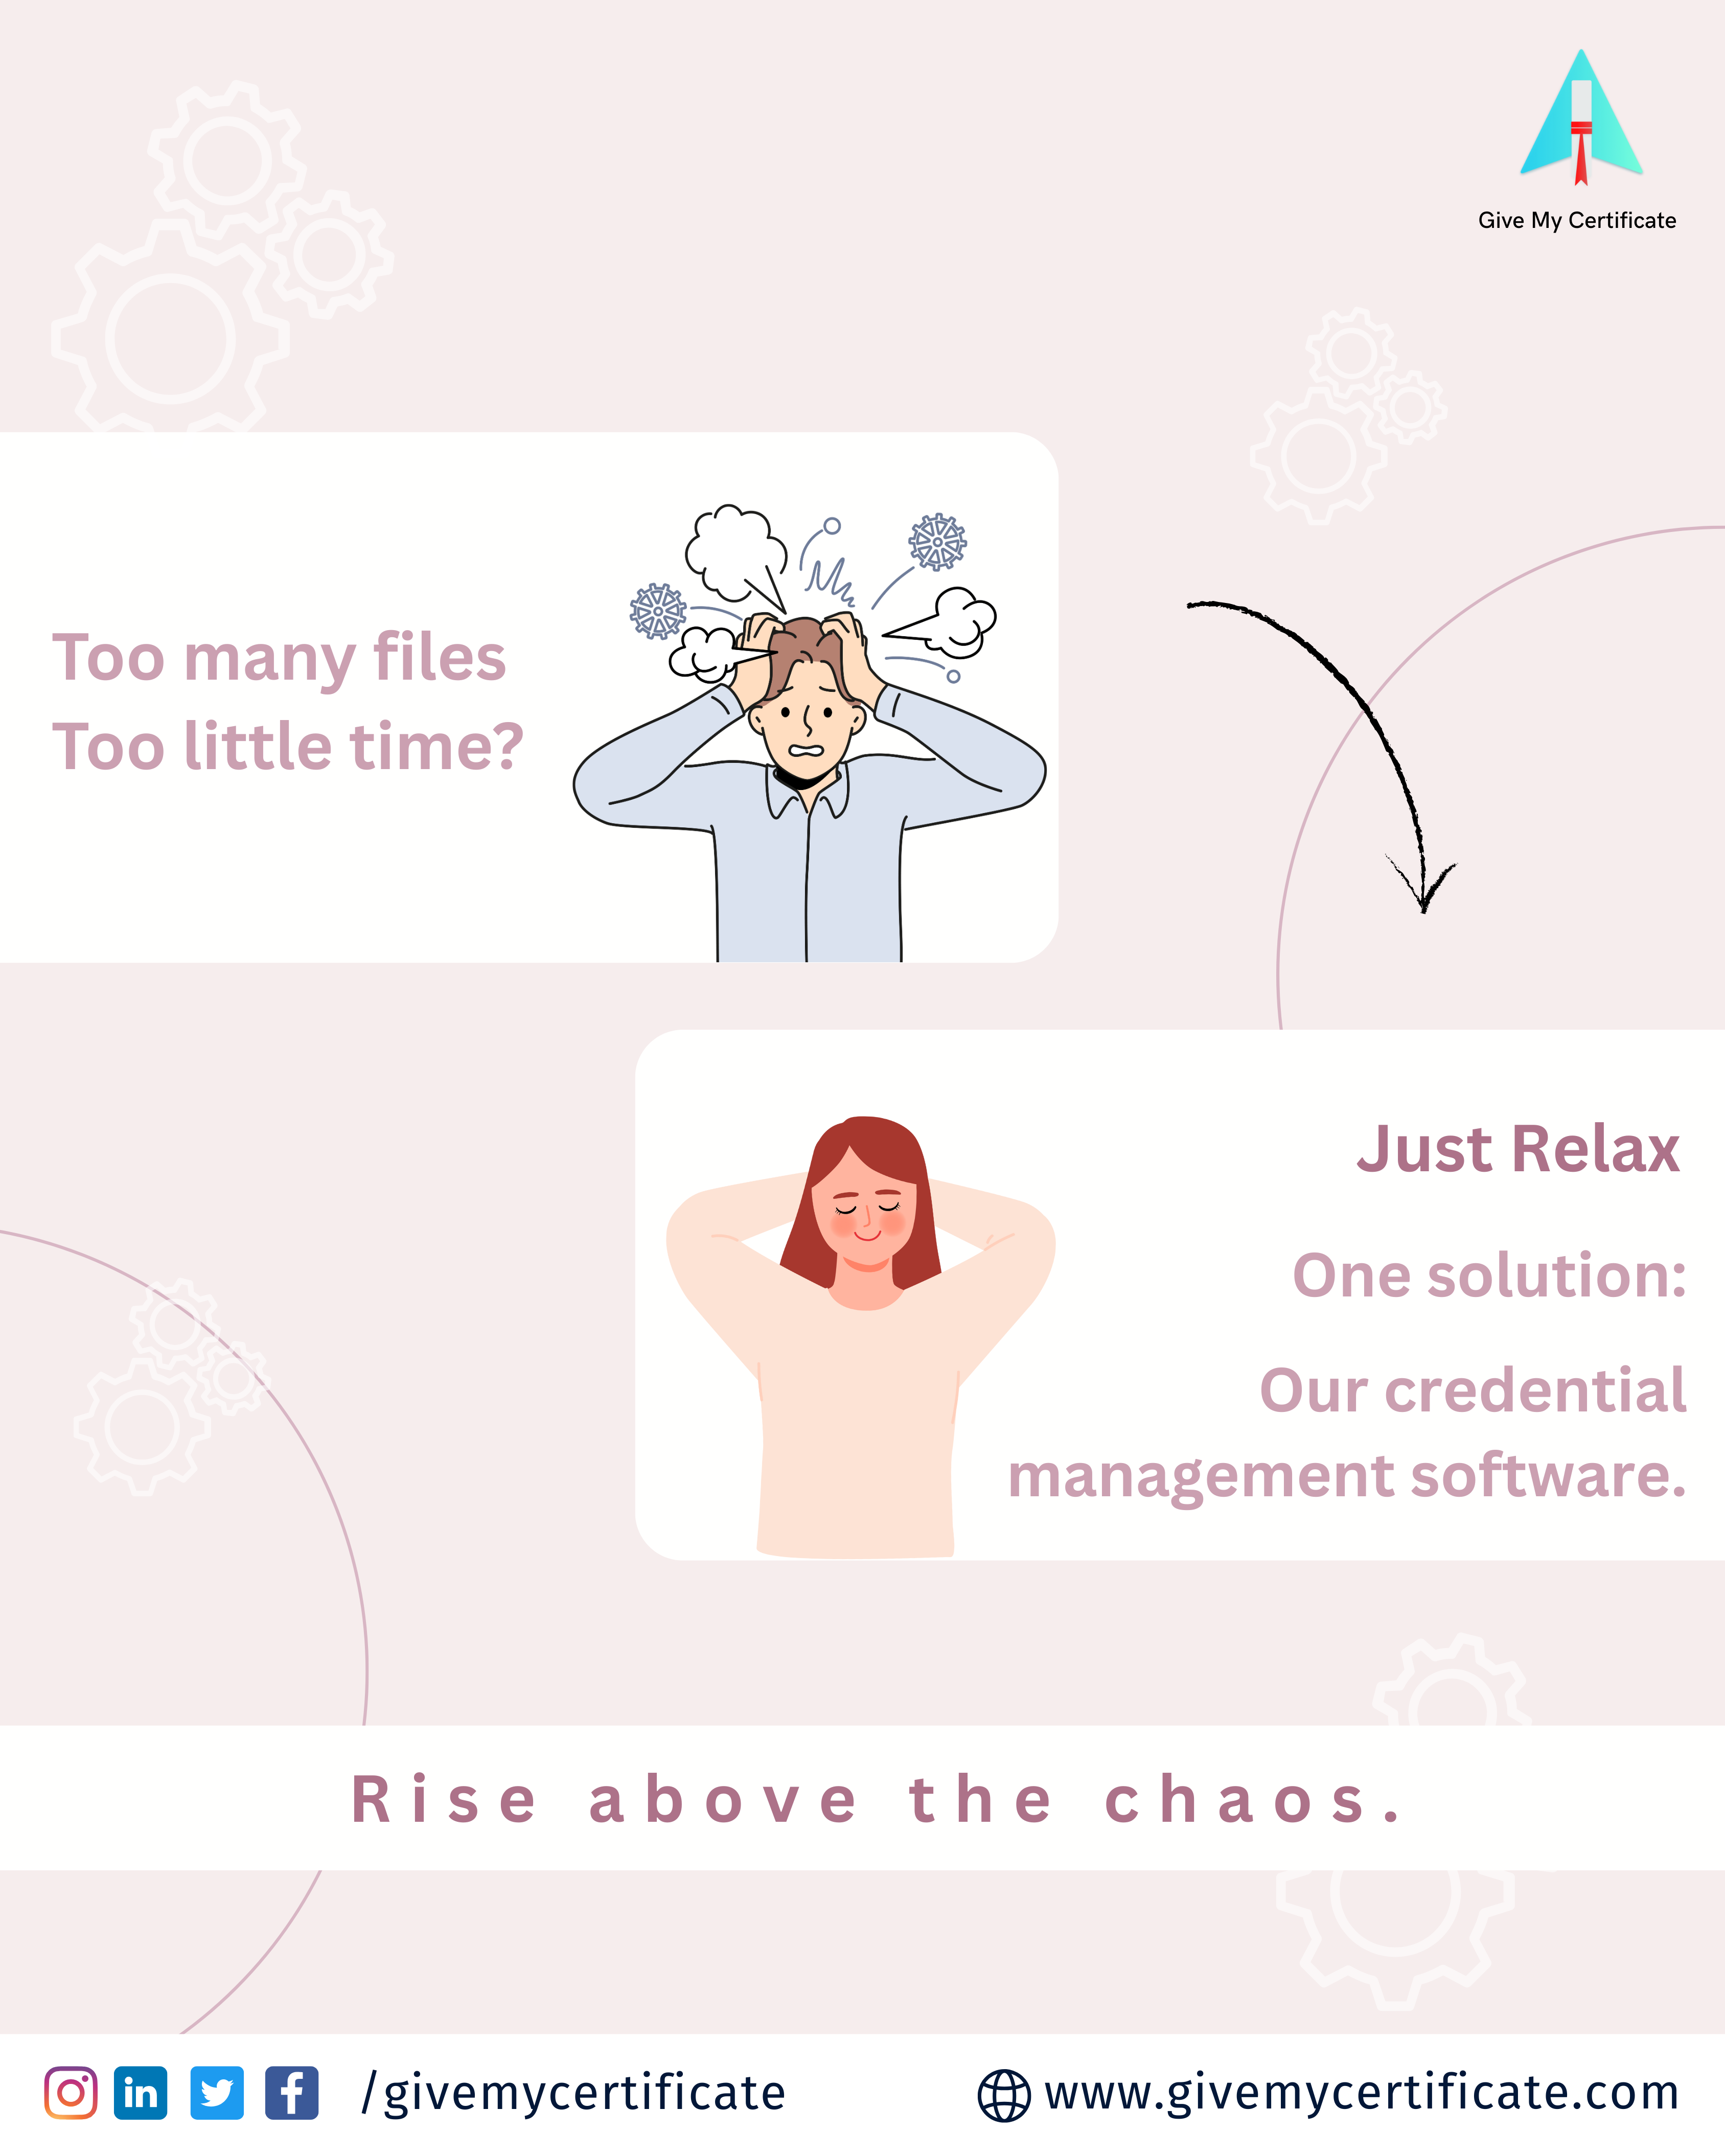 Give My Certificate
Too many files
Too little time?
Just Relax
One solution:
Our credential
management software.
Rise above the chaos.
in
/givemycertificate
www.givemycertificate.com